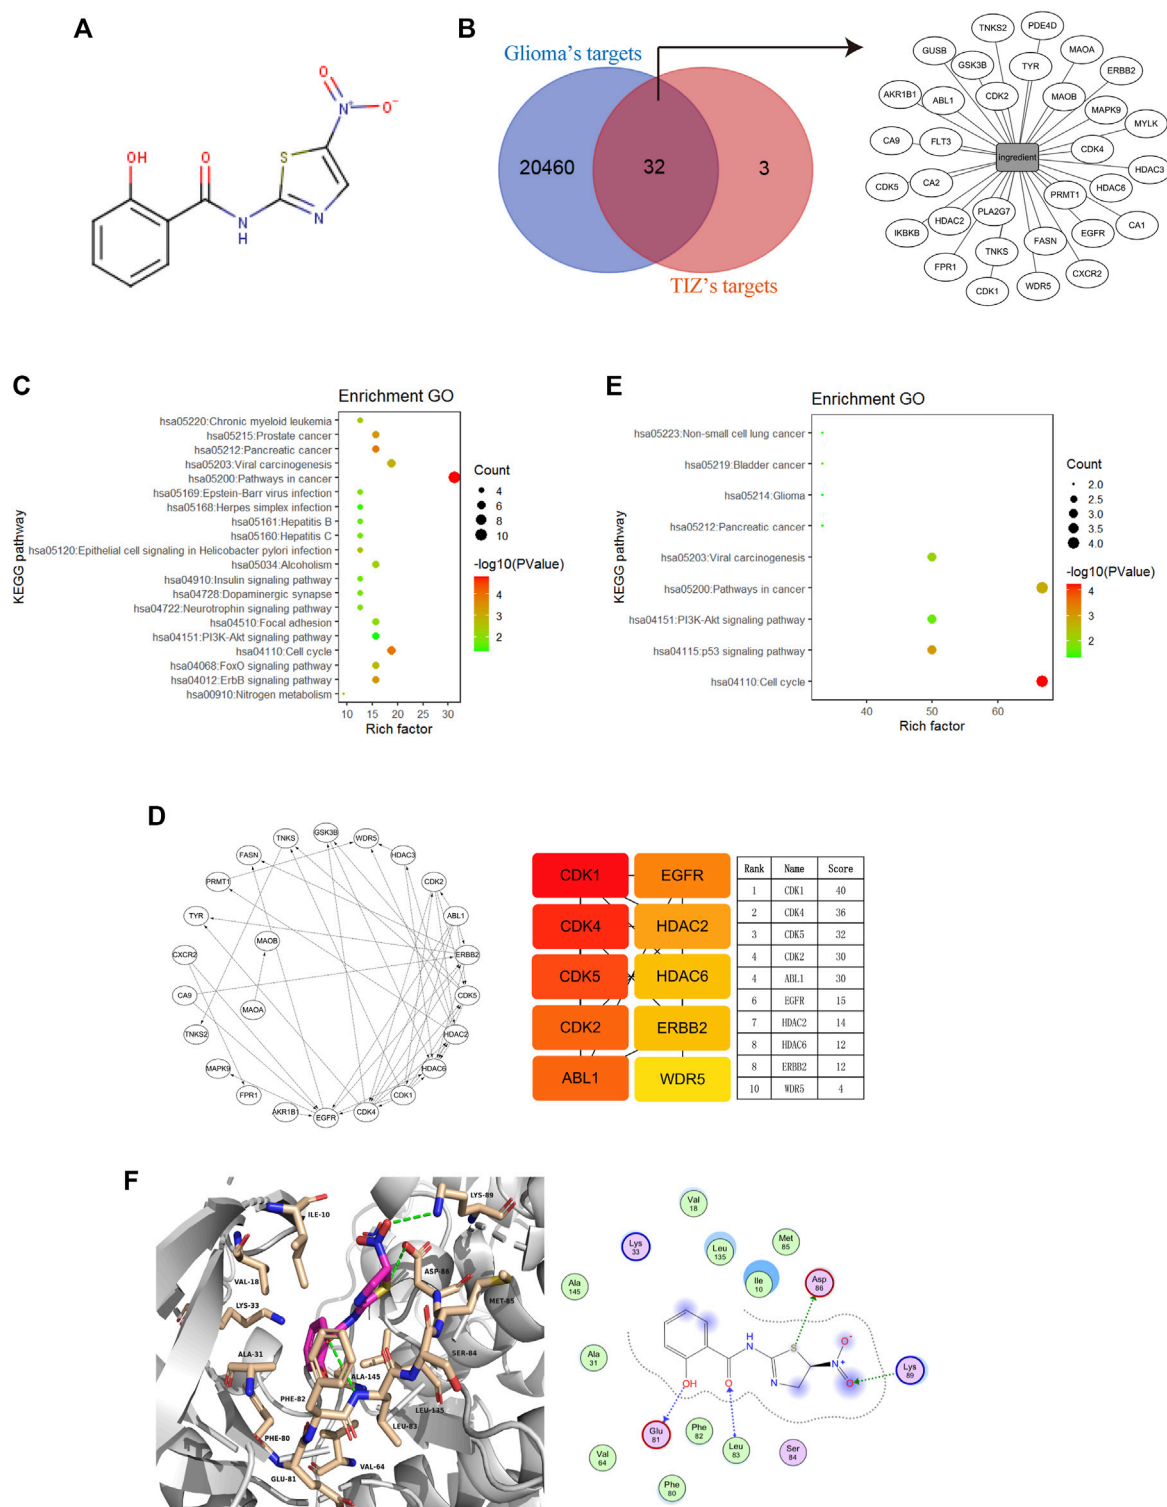 A
O
N+
O-
OH
O
S
N
H
N
B
Glioma's targets
20460
32
3
TIZ's targets
TNKS2
PDE4D
GUSB
MAOA
GSK3B
TYR
ERBB2
AKR1B1
ABL1
CDK2
MAOB
MAPK9
MYLK
CA9
FLT3
CDK4
ingredient
HDAC3
CDK5
CA2
HDAC6
PRMT1
IKBKB
HDAC2
PLA2G7
EGFR
CA1
TNKS
FASN
FPR1
CXCR2
CDK1
WDR5
C
Enrichment GO
KEGG pathway
hsa05220:Chronic myeloid leukemia
hsa05215:Prostate cancer
hsa05212:Pancreatic cancer
hsa05203:Viral carcinogenesis
hsa05200:Pathways in cancer
hsa05169:Epstein-Barr virus infection
hsa05168:Herpes simplex infection
hsa05161:Hepatitis B
hsa05160:Hepatitis C
hsa05120:Epithelial cell signaling in Helicobacter pylori infection
hsa05034:Alcoholism
hsa04910:Insulin signaling pathway
hsa04728:Dopaminergic synapse
hsa04722:Neurotrophin signaling pathway
hsa04510:Focal adhesion
hsa04151:PI3K-Akt signaling pathway
hsa04110:Cell cycle
hsa04068:FoxO signaling pathway
hsa04012:ErbB signaling pathway
hsa00910:Nitrogen metabolism
10 15 20 25 30
Rich factor
Count
4
6
8
10
-log10(PValue)
4
3
2
E
Enrichment GO
KEGG pathway
hsa05223:Non-small cell lung cancer
hsa05219:Bladder cancer
hsa05214:Glioma
hsa05212:Pancreatic cancer
hsa05203:Viral carcinogenesis
hsa05200:Pathways in cancer
hsa04151:PI3K-Akt signaling pathway
hsa04115:p53 signaling pathway
hsa04110:Cell cycle
40 50 60
Rich factor
Count
2.0
2.5
3.0
3.5
4.0
-log10(PValue)
4
3
2
D
GSK3B
TNKS
WDR5
FASN
HDAC3
PRMT1
CDK2
TYR
ABL1
MAOB
CXCR2
ERBB2
CA9
CDK5
MAOA
TNKS2
HDAC2
MAPK9
HDAC6
FPR1
CDK1
AKR1B1
EGFR
CDK4
CDK1 EGFR
CDK4 HDAC2
CDK5 HDAC6
CDK2 ERBB2
ABL1 WDR5
Rank Name Score
1 CDK1 40
2 CDK4 36
3 CDK5 32
4 CDK2 30
4 ABL1 30
6 EGFR 15
7 HDAC2 14
8 HDAC6 12
8 ERBB2 12
10 WDR5 4
F
LYS-89
ILE-10
ASP-86
VAL-18
MET-85
LYS-33
SER-84
ALA-31
ALA-145
PHE-82
LEU-135
LEU-83
PHE-80
VAL-64
GLU-81
Val
18
Lys
33
Leu
135
Met
85
Ile
10
Asp
86
Ala
145
Ala
31
H
N
S
O-
N+
O
Lys
89
N
OH
O
Glu
81
Phe
82
Leu
83
Ser
84
Val
64
Phe
80